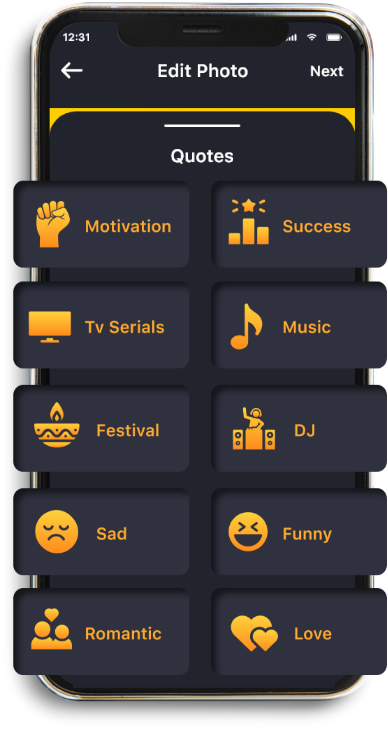 12:31
Edit Photo
Next
Quotes
Motivation
Success
Tv Serials
Music
Festival
DJ
Sad
Funny
Romantic
Love